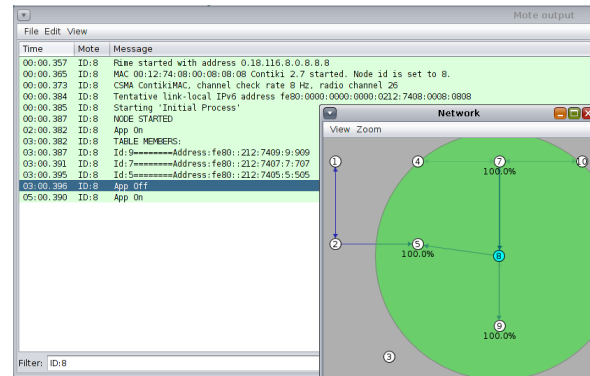 Mote output
File Edit View
Time Mote Message
00:00.357 ID:8 Rime started with address 0.18.116.8.0.8.8.8
00:00.365 ID:8 MAC 00:12:74:08:00:08:08:08 Contiki 2.7 started. Node id is set to 8.
00:00.373 ID:8 CSMA ContikiMAC, channel check rate 8 Hz, radio channel 26
00:00.384 ID:8 Tentative link-local IPv6 address fe80:0000:0000:0000:0212:7408:0008:0808
00:00.385 ID:8 Starting 'Initial Process'
00:00.387 ID:8 NODE STARTED
02:00.382 ID:8 App On
03:00.382 ID:8 TABLE MEMBERS:
03:00.387 ID:8 Id:9========Address:fe80::212:7409:9:909
03:00.391 ID:8 Id:7========Address:fe80::212:7407:7:707
03:00.395 ID:8 Id:5========Address:fe80::212:7405:5:505
03:00.396 ID:8 App Off
05:00.390 ID:8 App On
Filter: ID:8
Network
View Zoom
1 4 7 10
100.0%
2 5 8
100.0%
9
100.0%
3